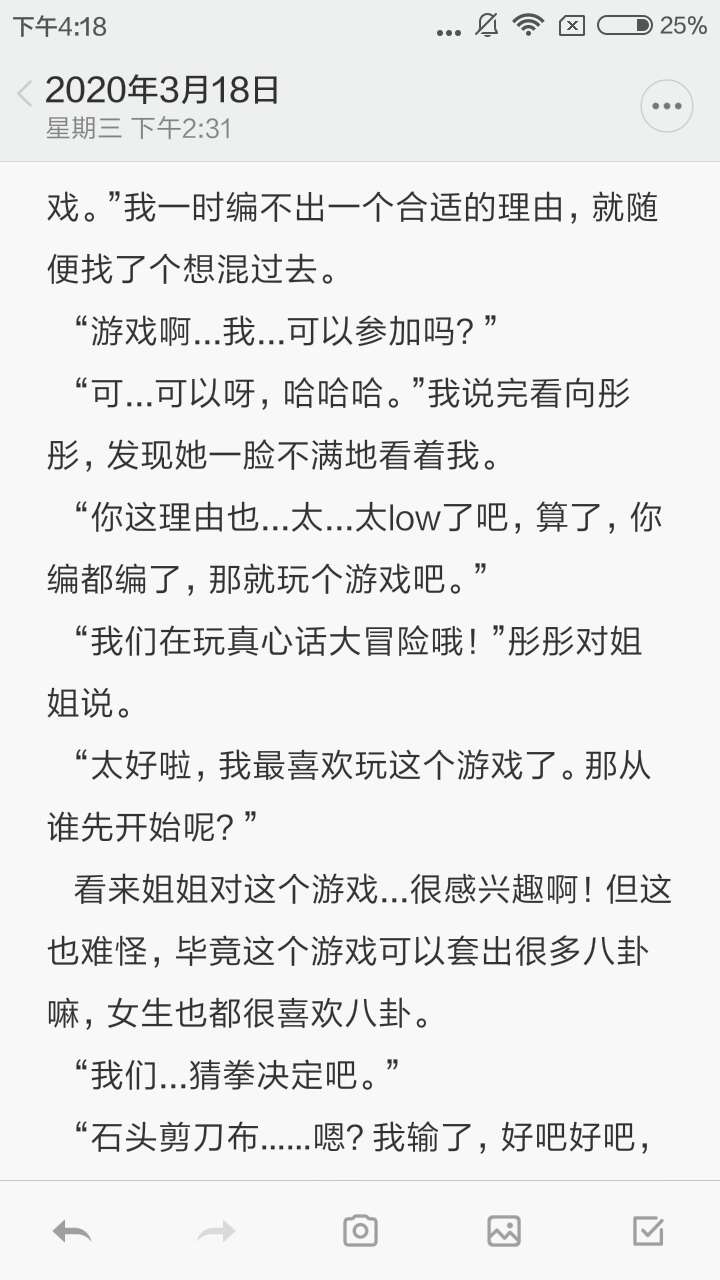 下午4:18
25%
2020年3月18日
星期三 下午2:31
戏。”我一时编不出一个合适的理由，就随
便找了个想混过去。
“游戏啊...我...可以参加吗？”
“可...可以呀，哈哈哈。”我说完看向彤
彤，发现她一脸不满地看着我。
“你这理由也...太...太low了吧，算了，你
编都编了，那就玩个游戏吧。”
“我们在玩真心话大冒险哦！”彤彤对姐
姐说。
“太好啦，我最喜欢玩这个游戏了。那从
谁先开始呢？”
看来姐姐对这个游戏...很感兴趣啊！但这
也难怪，毕竟这个游戏可以套出很多八卦
嘛，女生也都很喜欢八卦。
“我们...猜拳决定吧。”
“石头剪刀布......嗯？我输了，好吧好吧，